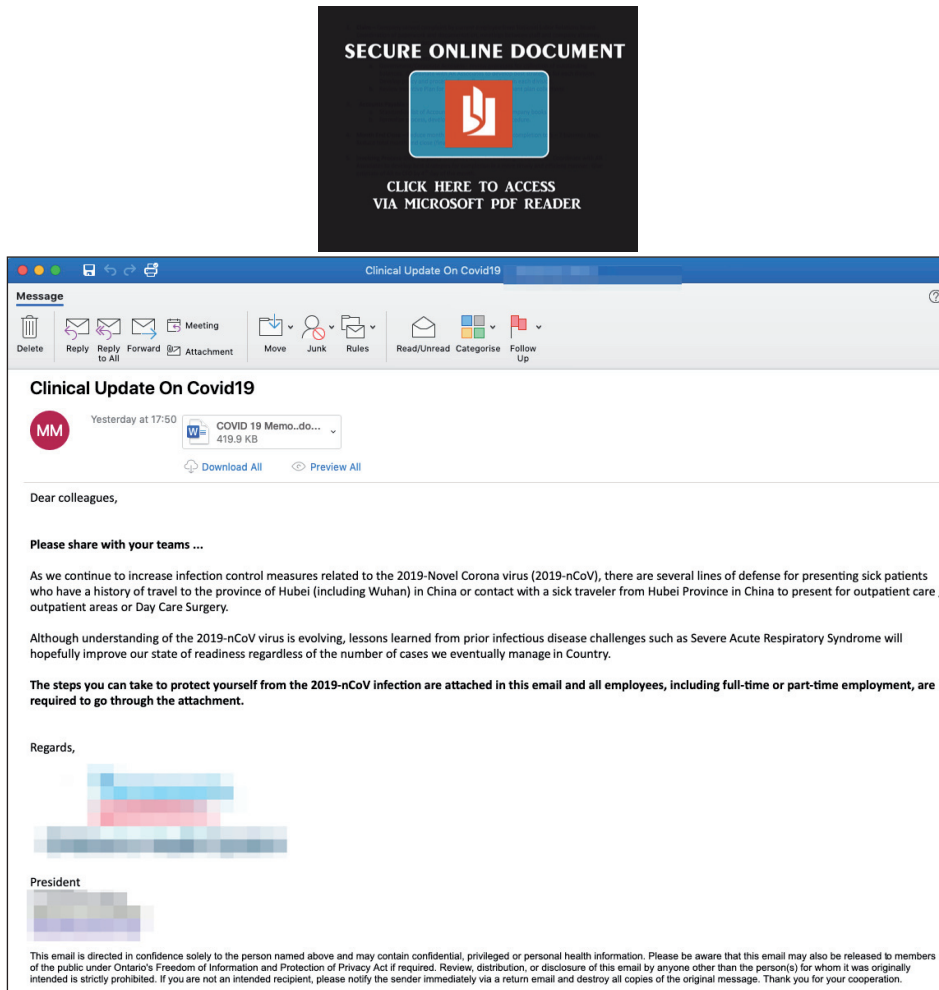 SECURE ONLINE DOCUMENT
CLICK HERE TO ACCESS
VIA MICROSOFT PDF READER
Clinical Update On Covid19
Message
Delete
Reply
Reply to All
Forward
Meeting
Attachment
Move
Junk
Rules
Read/Unread
Categorise
Follow Up
Clinical Update On Covid19
MM
Yesterday at 17:50
COVID 19 Memo..do...
419.9 KB
Download All
Preview All
Dear colleagues,
Please share with your teams ...
As we continue to increase infection control measures related to the 2019-Novel Corona virus (2019-nCoV), there are several lines of defense for presenting sick patients
who have a history of travel to the province of Hubei (including Wuhan) in China or contact with a sick traveler from Hubei Province in China to present for outpatient care ,
outpatient areas or Day Care Surgery.
Although understanding of the 2019-nCoV virus is evolving, lessons learned from prior infectious disease challenges such as Severe Acute Respiratory Syndrome will
hopefully improve our state of readiness regardless of the number of cases we eventually manage in Country.
The steps you can take to protect yourself from the 2019-nCoV infection are attached in this email and all employees, including full-time or part-time employment, are
required to go through the attachment.
Regards,
President
This email is directed in confidence solely to the person named above and may contain confidential, privileged or personal health information. Please be aware that this email may also be released to members
of the public under Ontario's Freedom of Information and Protection of Privacy Act if required. Review, distribution, or disclosure of this email by anyone other than the person(s) for whom it was originally
intended is strictly prohibited. If you are not an intended recipient, please notify the sender immediately via a return email and destroy all copies of the original message. Thank you for your cooperation.